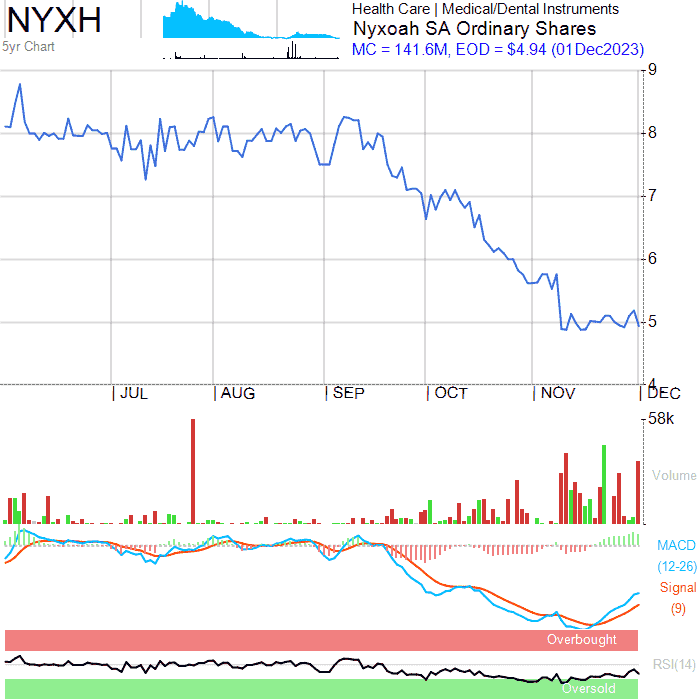 NYXH
5yr Chart
Health Care | Medical/Dental Instruments
Nyxoah SA Ordinary Shares
MC = 141.6M, EOD = $4.94 (01Dec2023)
9
8
7
6
5
4
| JUL | AUG | SEP | OCT | NOV | DEC
58k
Volume
MACD
(12-26)
Signal
(9)
Overbought
RSI(14)
Oversold